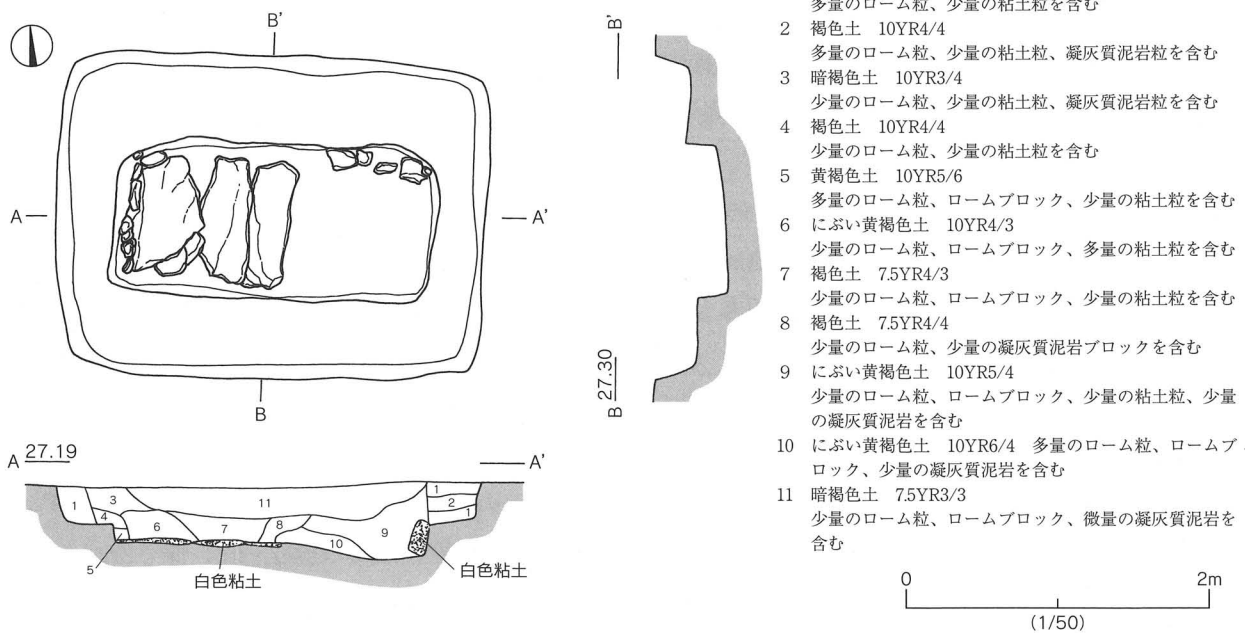 B'
A
A'
B
B'
B 27.30
A 27.19
A'
1
3
4
5
6
7
8
9
10
11
1
2
1
白色粘土
白色粘土
多量のローム粒、少量の粘土粒を含む
2 褐色土 10YR4/4
多量のローム粒、少量の粘土粒、凝灰質泥岩粒を含む
3 暗褐色土 10YR3/4
少量のローム粒、少量の粘土粒、凝灰質泥岩粒を含む
4 褐色土 10YR4/4
少量のローム粒、少量の粘土粒を含む
5 黄褐色土 10YR5/6
多量のローム粒、ロームブロック、少量の粘土粒を含む
6 にぶい黄褐色土 10YR4/3
少量のローム粒、ロームブロック、多量の粘土粒を含む
7 褐色土 7.5YR4/3
少量のローム粒、ロームブロック、少量の粘土粒を含む
8 褐色土 7.5YR4/4
少量のローム粒、少量の凝灰質泥岩ブロックを含む
9 にぶい黄褐色土 10YR5/4
少量のローム粒、ロームブロック、少量の粘土粒、少量
の凝灰質泥岩を含む
10 にぶい黄褐色土 10YR6/4 多量のローム粒、ロームブ
ロック、少量の凝灰質泥岩を含む
11 暗褐色土 7.5YR3/3
少量のローム粒、ロームブロック、微量の凝灰質泥岩を
含む
0 2m
(1/50)